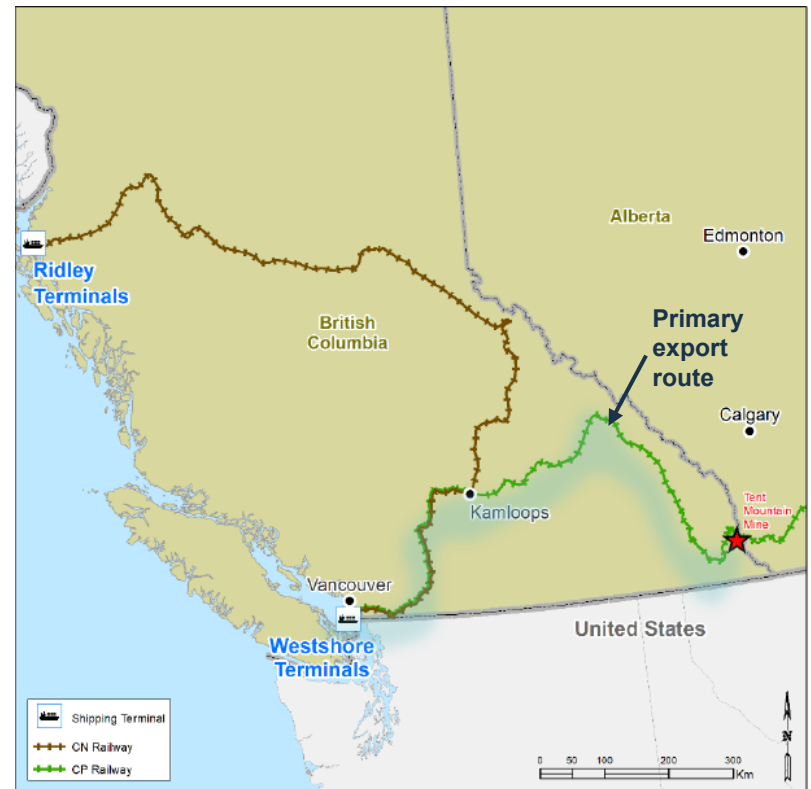 Alberta
Edmonton
Ridley
Terminals
British
Columbia
Primary
export
route
Calgary
Tent
Mountain
Mine
Kamloops
Vancouver
Westshore
Terminals
United States
Shipping Terminal
CN Railway
CP Railway
N
0 50 100 200 300
Km